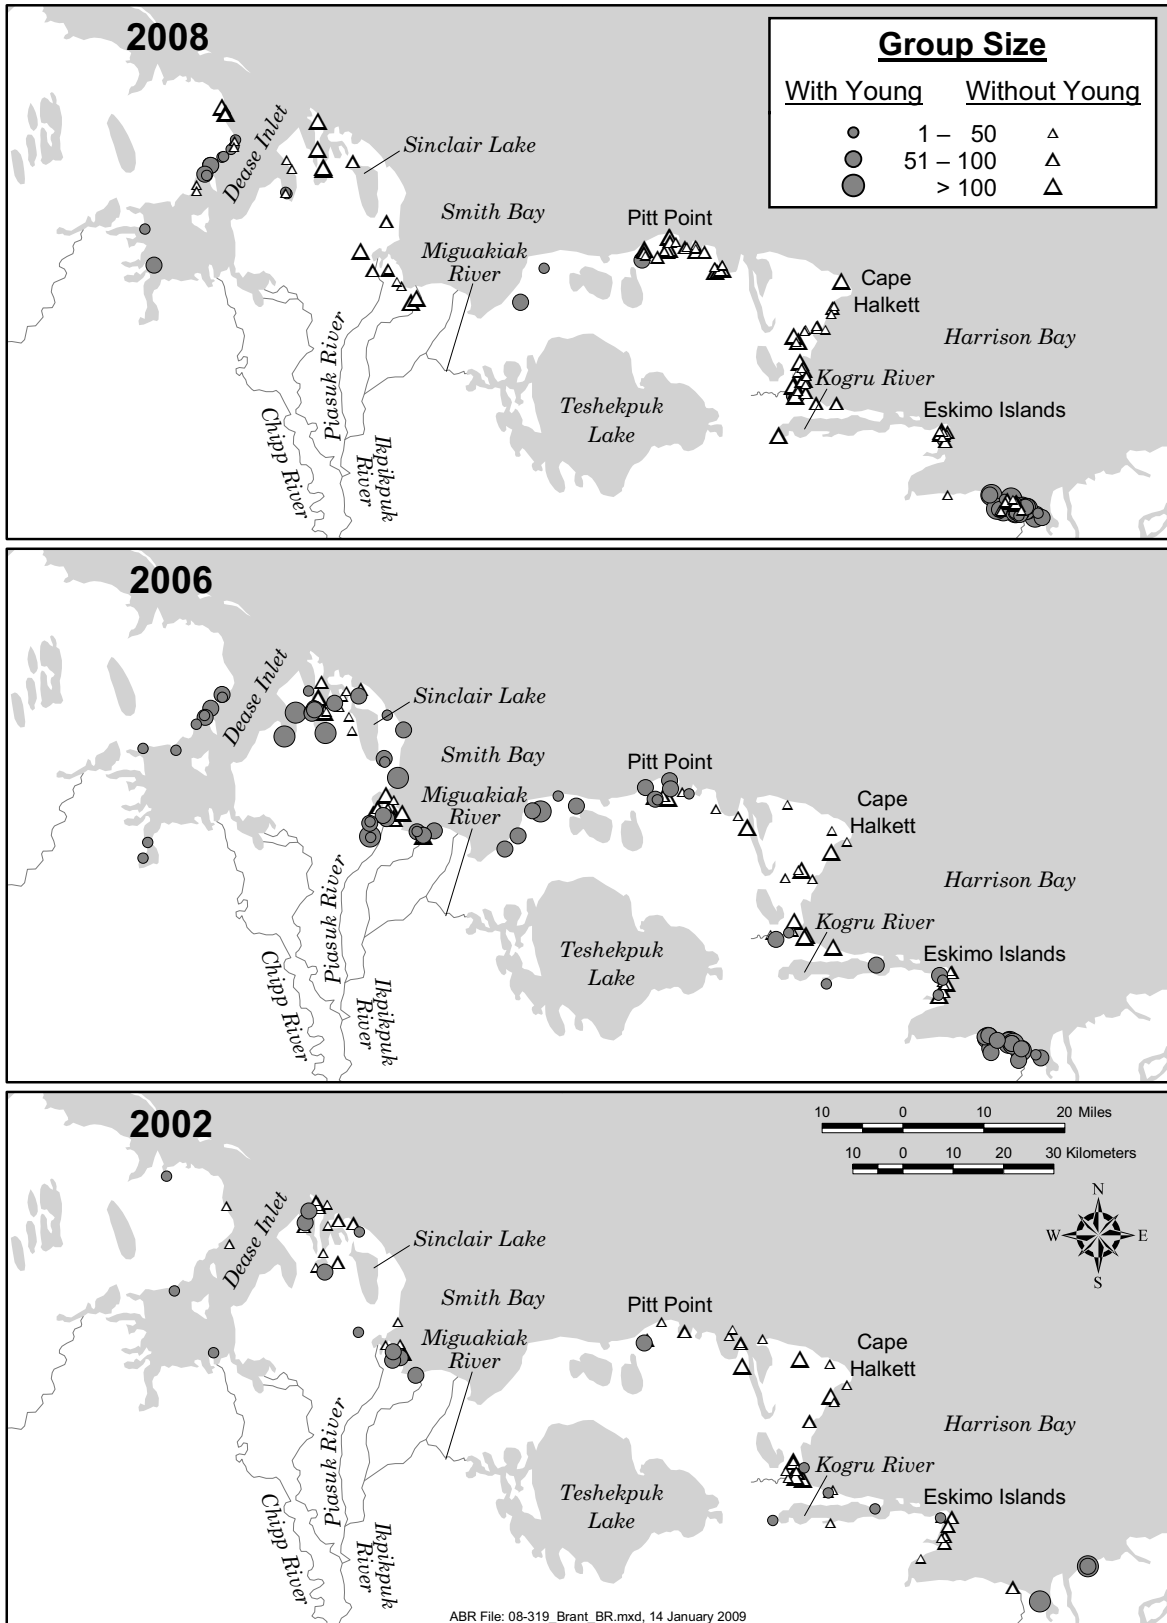 2008
Group Size
With Young Without Young
1 – 50
51 – 100
> 100
Dease Inlet
Sinclair Lake
Smith Bay
Pitt Point
Miguakiak
River
Cape
Halkett
Harrison Bay
Piasuk River
Kogru River
Teshekpuk
Lake
Eskimo Islands
Chipp River
Ikpikpuk
River
2006
Dease Inlet
Sinclair Lake
Smith Bay
Pitt Point
Miguakiak
River
Cape
Halkett
Harrison Bay
Piasuk River
Kogru River
Teshekpuk
Lake
Eskimo Islands
Chipp River
Ikpikpuk
River
2002
10 0 10 20 Miles
10 0 10 20 30 Kilometers
N
W E
S
Dease Inlet
Sinclair Lake
Smith Bay
Pitt Point
Miguakiak
River
Cape
Halkett
Harrison Bay
Piasuk River
Kogru River
Teshekpuk
Lake
Eskimo Islands
Chipp River
Ikpikpuk
River
ABR File: 08-319_Brant_BR.mxd, 14 January 2009